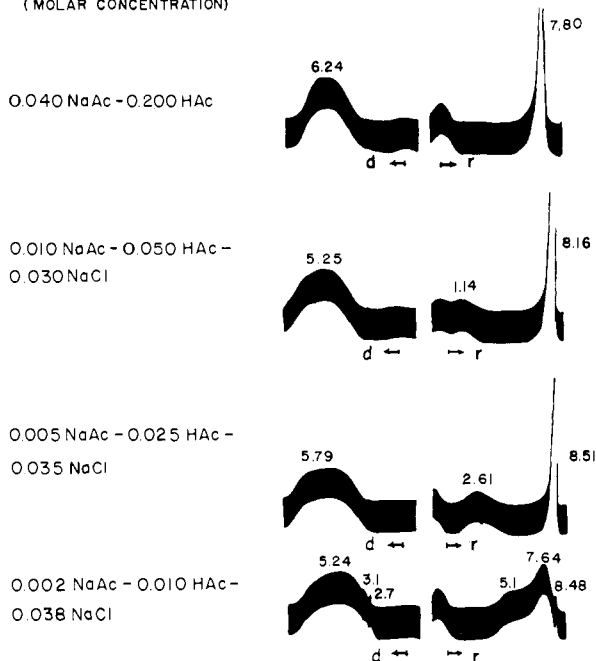 (MOLAR CONCENTRATION)
7.80
6.24
0.040 NaAc - 0.200 HAc
d r
8.16
0.010 NaAc - 0.050 HAc -
5.25
0.030 NaCl
1.14
d r
0.005 NaAc - 0.025 HAc -
5.79
8.51
0.035 NaCl
2.61
d r
7.64
5.24
0.002 NaAc - 0.010 HAc -
3.1
5.1
8.48
2.7
0.038 NaCl
d r